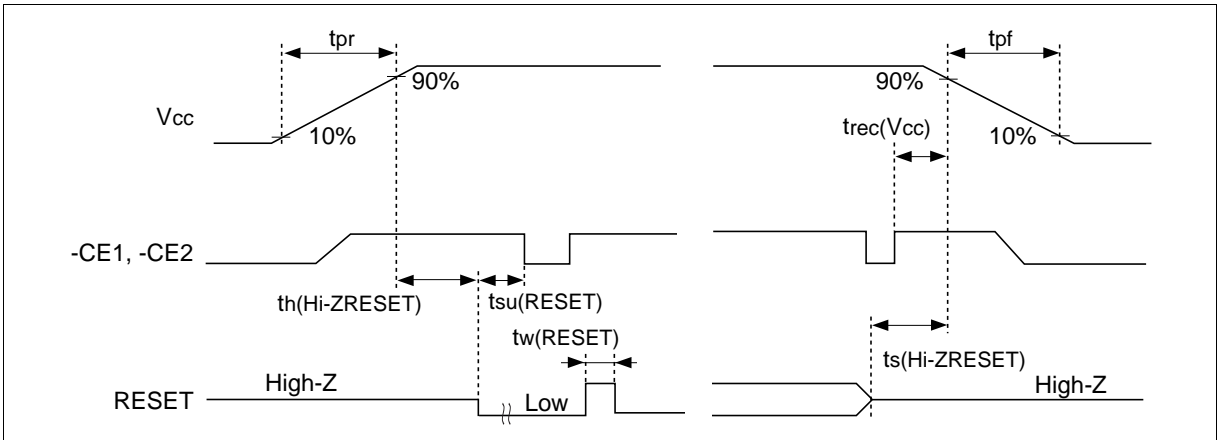 tpr
tpf
90%
90%
Vcc
trec(Vcc)
10%
10%
-CE1, -CE2
th(Hi-ZRESET)
tsu(RESET)
tw(RESET)
ts(Hi-ZRESET)
High-Z
High-Z
RESET
Low